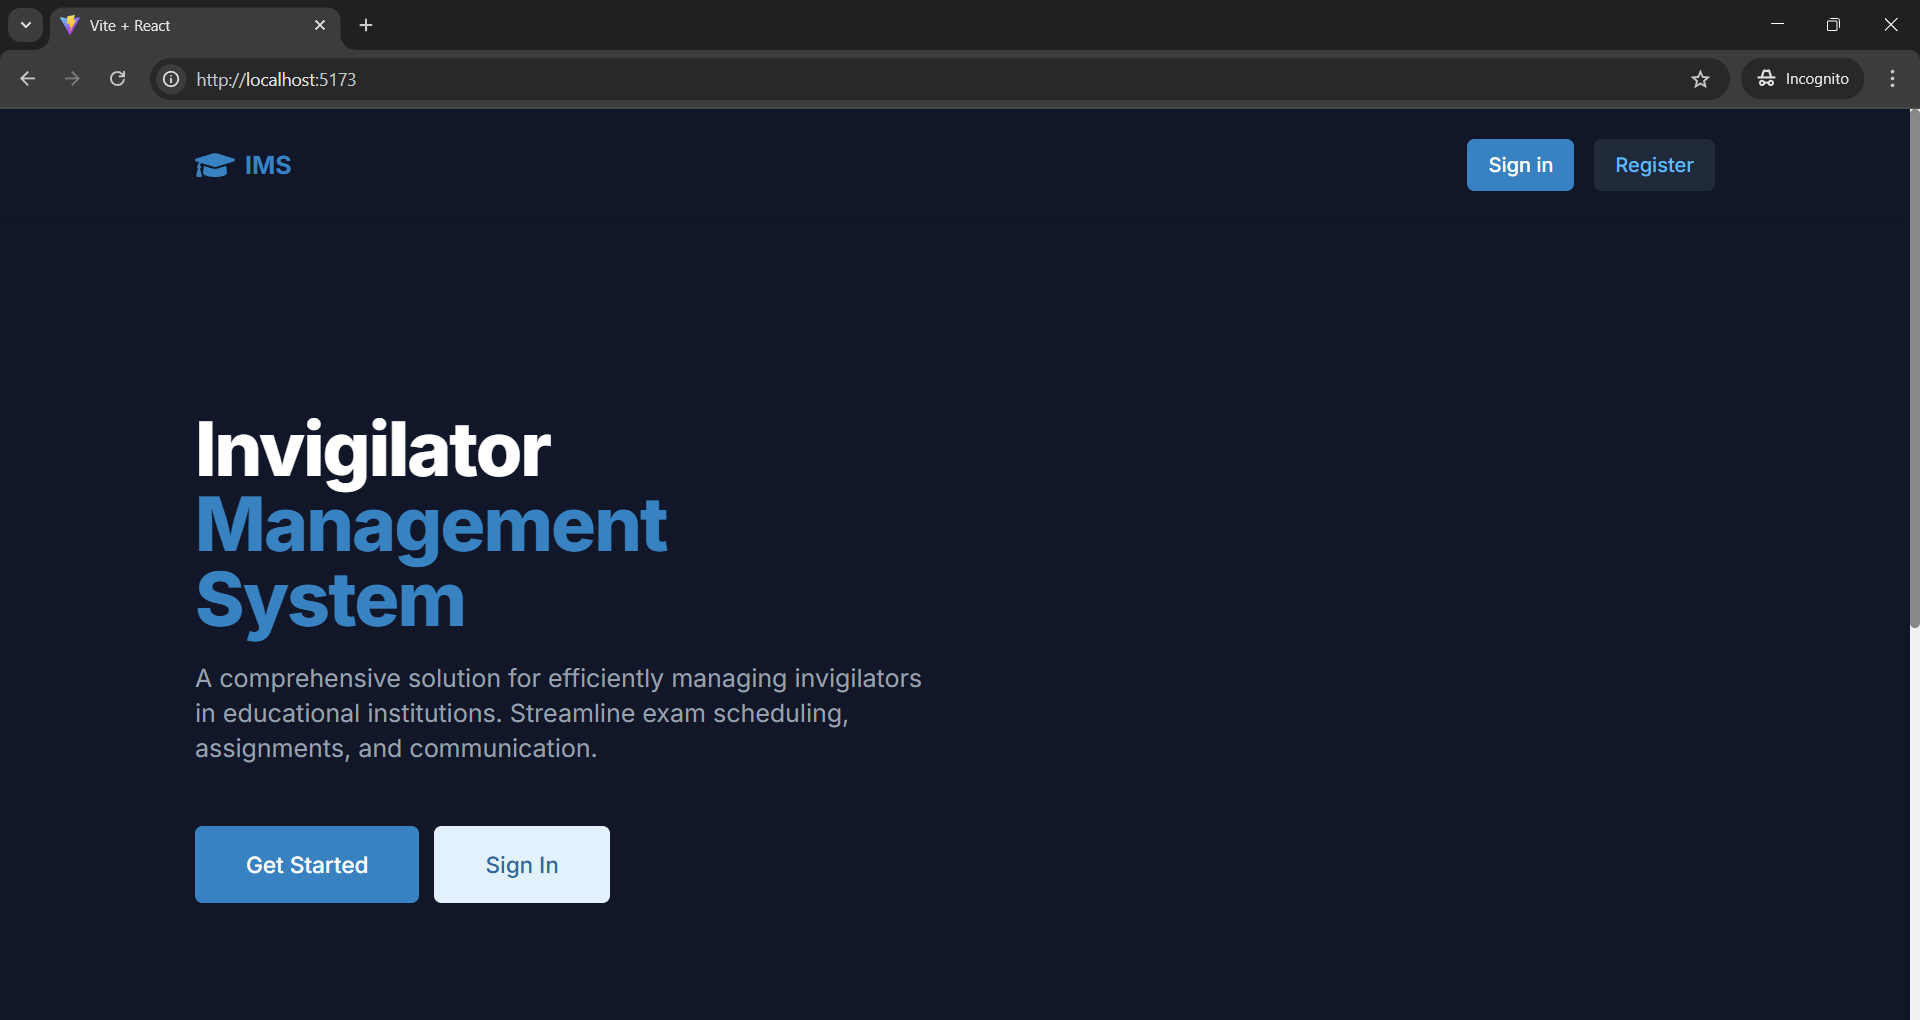 Vite + React
http://localhost:5173
Incognito
IMS
Sign in
Register
Invigilator
Management
System
A comprehensive solution for efficiently managing invigilators
in educational institutions. Streamline exam scheduling,
assignments, and communication.
Get Started
Sign In